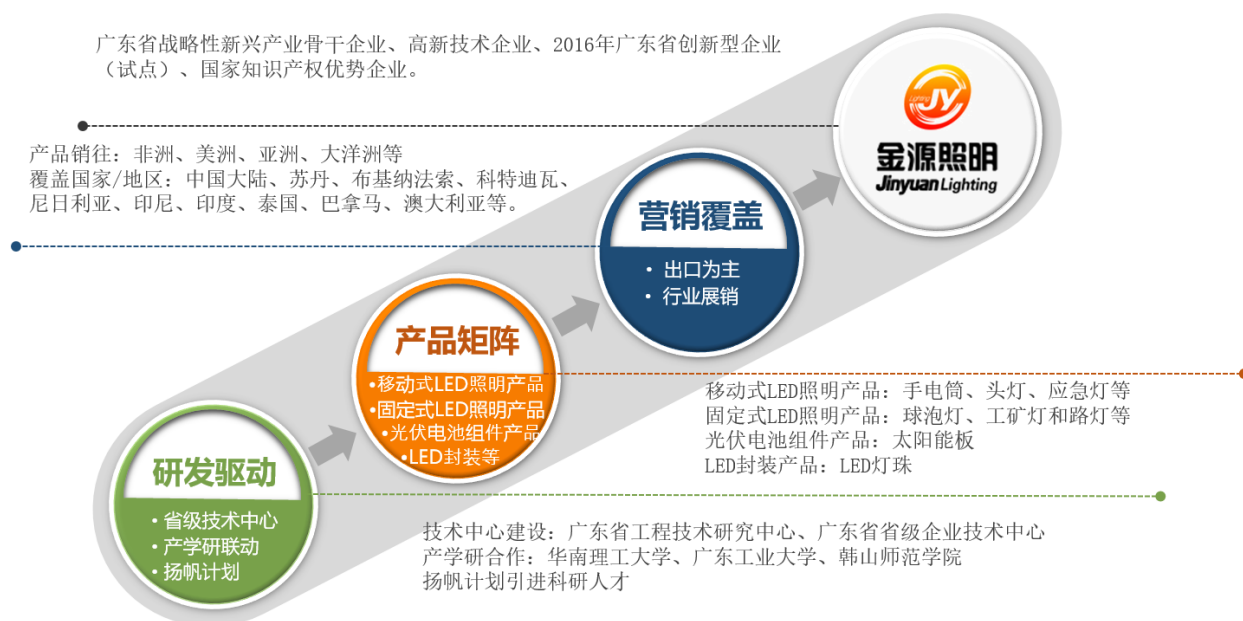 广东省战略性新兴产业骨干企业、高新技术企业、2016年广东省创新型企业
（试点）、国家知识产权优势企业。
Lighting
JY
金源照明
Jinyuan Lighting
产品销往：非洲、美洲、亚洲、大洋洲等
覆盖国家/地区：中国大陆、苏丹、布基纳法索、科特迪瓦、
尼日利亚、印尼、印度、泰国、巴拿马、澳大利亚等。
营销覆盖
• 出口为主
• 行业展销
产品矩阵
•移动式LED照明产品
•固定式LED照明产品
•光伏电池组件产品
•LED封装等
移动式LED照明产品：手电筒、头灯、应急灯等
固定式LED照明产品：球泡灯、工矿灯和路灯等
光伏电池组件产品：太阳能板
LED封装产品：LED灯珠
研发驱动
• 省级技术中心
• 产学研联动
• 扬帆计划
技术中心建设：广东省工程技术研究中心、广东省省级企业技术中心
产学研合作：华南理工大学、广东工业大学、韩山师范学院
扬帆计划引进科研人才